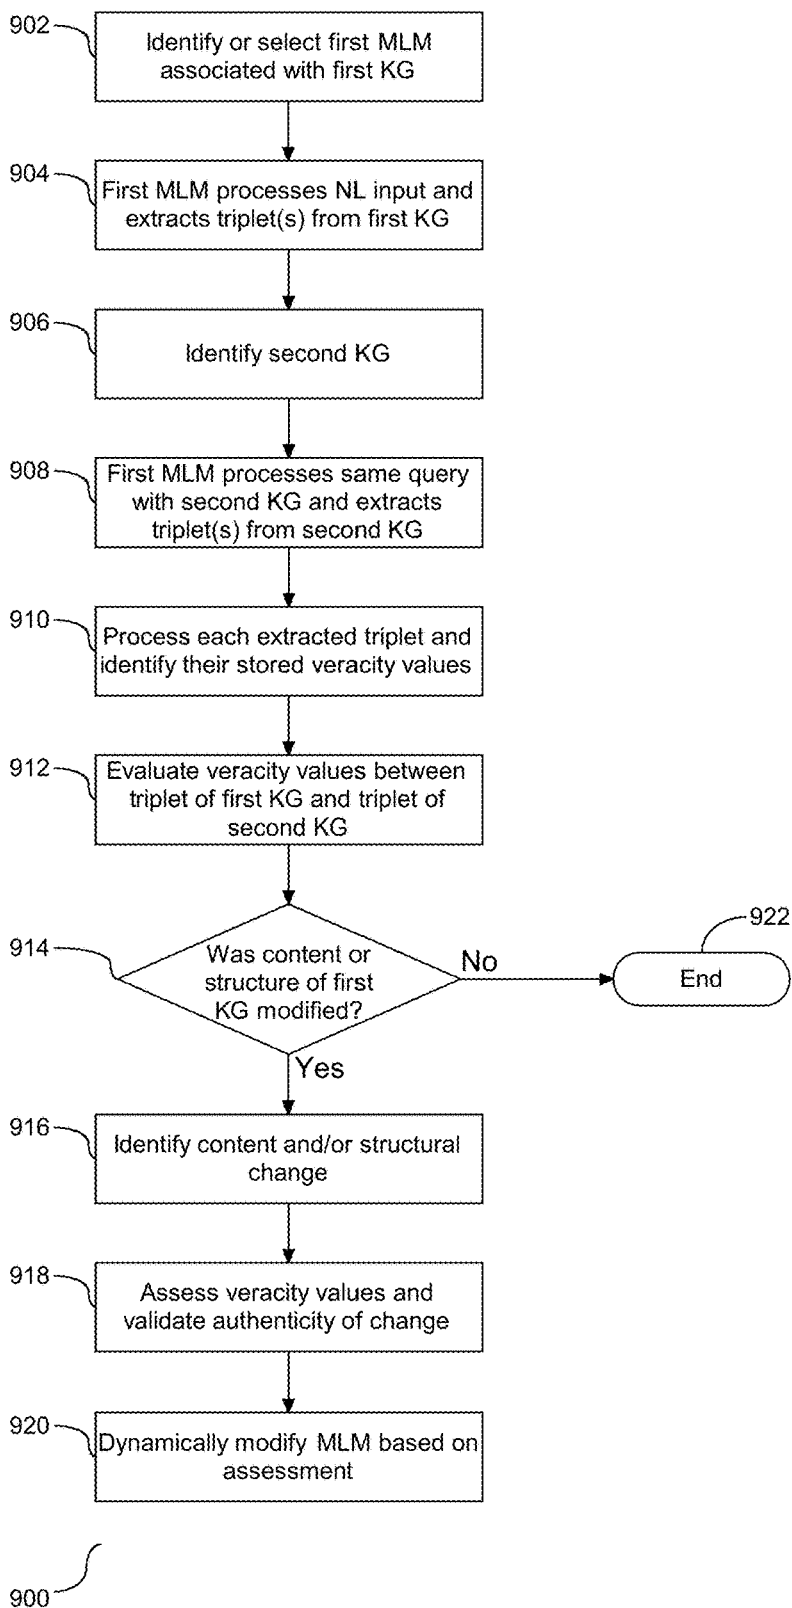 902
Identify or select first MLM
associated with first KG
904
First MLM processes NL input and
extracts triplet(s) from first KG
906
Identify second KG
908
First MLM processes same query
with second KG and extracts
triplet(s) from second KG
910
Process each extracted triplet and
identify their stored veracity values
912
Evaluate veracity values between
triplet of first KG and triplet of
second KG
914
Was content or
structure of first
KG modified?
No
922
End
Yes
916
Identify content and/or structural
change
918
Assess veracity values and
validate authenticity of change
920
Dynamically modify MLM based on
assessment
900